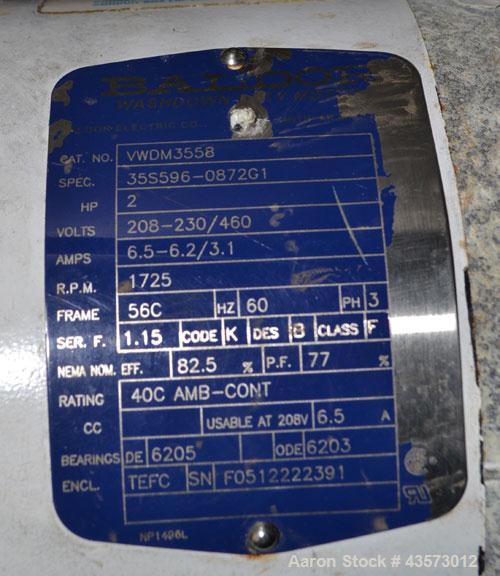 BALDOR
WASHDOWN DUTY MOTOR
CAT. NO. VWDM3558
SPEC. 35S596-0872G1
HP 2
VOLTS 208-230/460
AMPS 6.5-6.2/3.1
R.P.M. 1725
FRAME 56C HZ 60 PH 3
SER. F. 1.15 CODE K DES B CLASS F
NEMA NOM. EFF. 82.5 % P.F. 77 %
RATING 40C AMB-CONT
CC USABLE AT 208V 6.5 A
BEARINGS DE 6205 ODE 6203
ENCL. TEFC SN F0512222391
NP1496L
Aaron Stock # 43573012